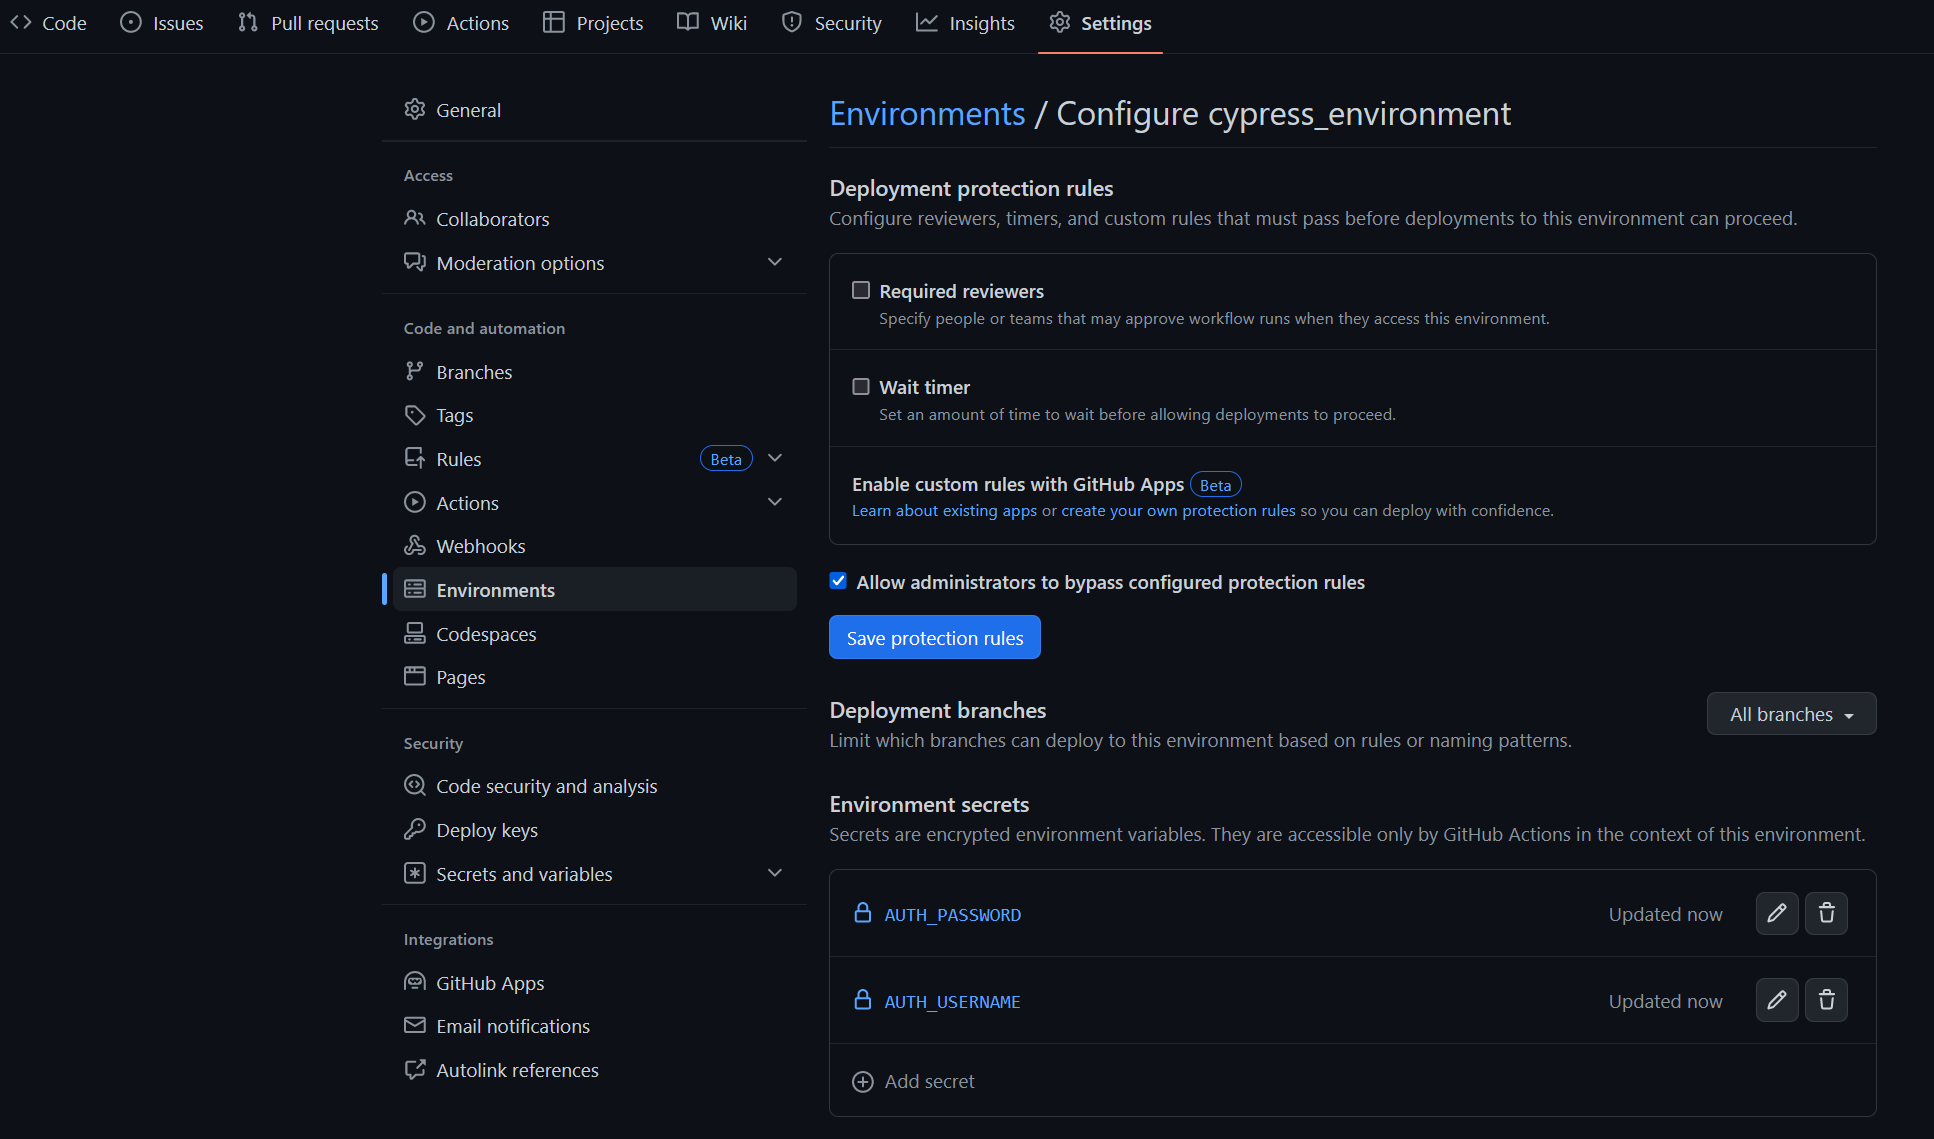 Code Issues Pull requests Actions Projects Wiki Security Insights Settings
General
Access
Collaborators
Moderation options
Code and automation
Branches
Tags
Rules Beta
Actions
Webhooks
Environments
Codespaces
Pages
Security
Code security and analysis
Deploy keys
Secrets and variables
Integrations
GitHub Apps
Email notifications
Autolink references
Environments / Configure cypress_environment
Deployment protection rules
Configure reviewers, timers, and custom rules that must pass before deployments to this environment can proceed.
Required reviewers
Specify people or teams that may approve workflow runs when they access this environment.
Wait timer
Set an amount of time to wait before allowing deployments to proceed.
Enable custom rules with GitHub Apps Beta
Learn about existing apps or create your own protection rules so you can deploy with confidence.
Allow administrators to bypass configured protection rules
Save protection rules
Deployment branches
All branches
Limit which branches can deploy to this environment based on rules or naming patterns.
Environment secrets
Secrets are encrypted environment variables. They are accessible only by GitHub Actions in the context of this environment.
AUTH_PASSWORD Updated now
AUTH_USERNAME Updated now
Add secret